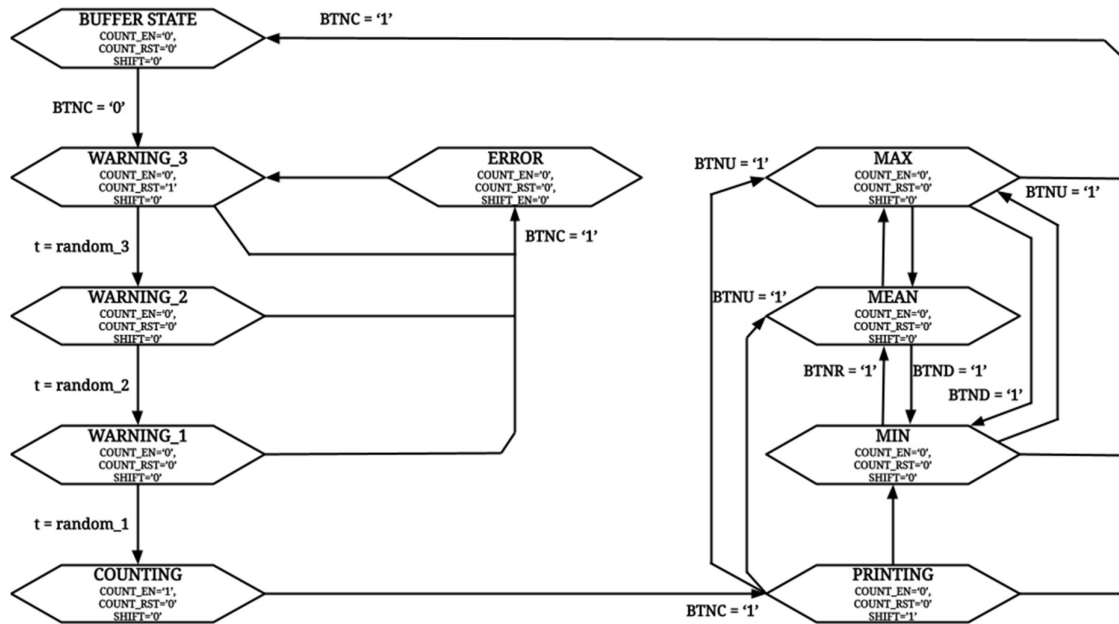 BUFFER STATE
COUNT_EN='0',
COUNT_RST='0'
SHIFT='0'
BTNC = '1'
BTNC = '0'
WARNING_3
COUNT_EN='0',
COUNT_RST='1'
SHIFT='0'
ERROR
COUNT_EN='0',
COUNT_RST='0',
SHIFT_EN='0'
BTNC = '1'
t = random_3
WARNING_2
COUNT_EN='0',
COUNT_RST='0'
SHIFT='0'
t = random_2
WARNING_1
COUNT_EN='0',
COUNT_RST='0'
SHIFT='0'
t = random_1
COUNTING
COUNT_EN='1',
COUNT_RST='0'
SHIFT='0'
BTNC = '1'
BTNU = '1'
MAX
COUNT_EN='0',
COUNT_RST='0'
SHIFT='0'
BTNU = '1'
BTNU = '1'
MEAN
COUNT_EN='0',
COUNT_RST='0'
SHIFT='0'
BTNR = '1'
BTND = '1'
BTND = '1'
MIN
COUNT_EN='0',
COUNT_RST='0'
SHIFT='0'
PRINTING
COUNT_EN='0',
COUNT_RST='0'
SHIFT='1'